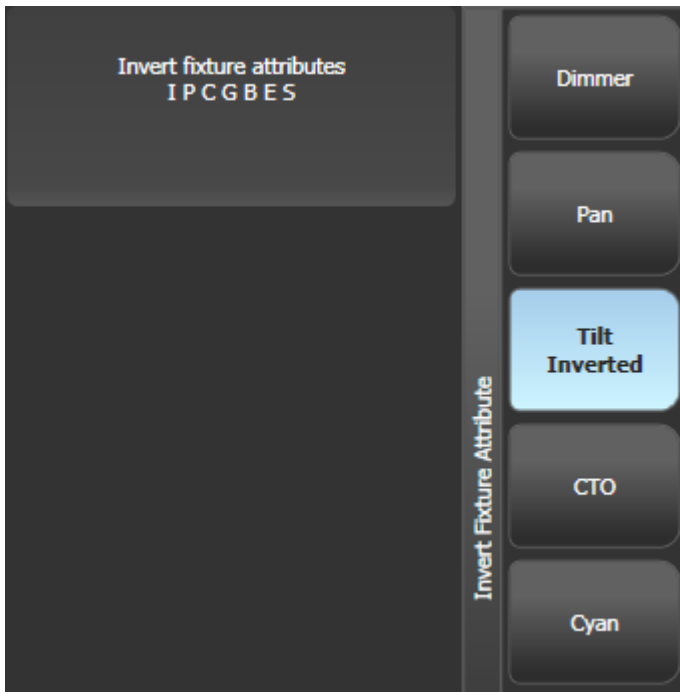 Invert fixture attributes
I P C G B E S
Invert Fixture Attribute
Dimmer
Pan
Tilt
Inverted
CTO
Cyan